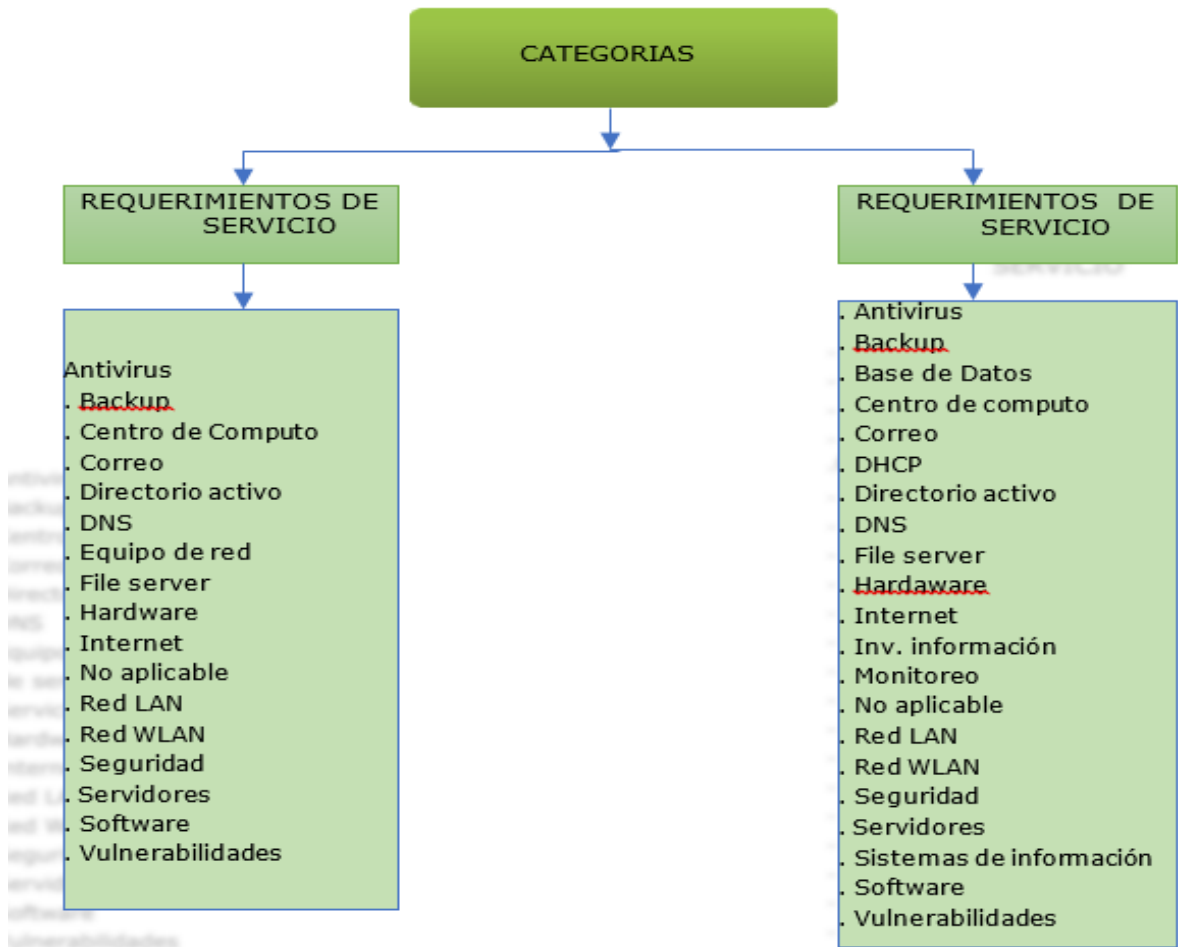 CATEGORIAS
REQUERIMIENTOS DE
SERVICIO
Antivirus
. Backup
. Centro de Computo
. Correo
. Directorio activo
. DNS
. Equipo de red
. File server
. Hardware
. Internet
. No aplicable
. Red LAN
. Red WLAN
. Seguridad
. Servidores
. Software
. Vulnerabilidades
REQUERIMIENTOS DE
SERVICIO
. Antivirus
. Backup
. Base de Datos
. Centro de computo
. Correo
. DHCP
. Directorio activo
. DNS
. File server
. Hardaware
. Internet
. Inv. información
. Monitoreo
. No aplicable
. Red LAN
. Red WLAN
. Seguridad
. Servidores
. Sistemas de información
. Software
. Vulnerabilidades